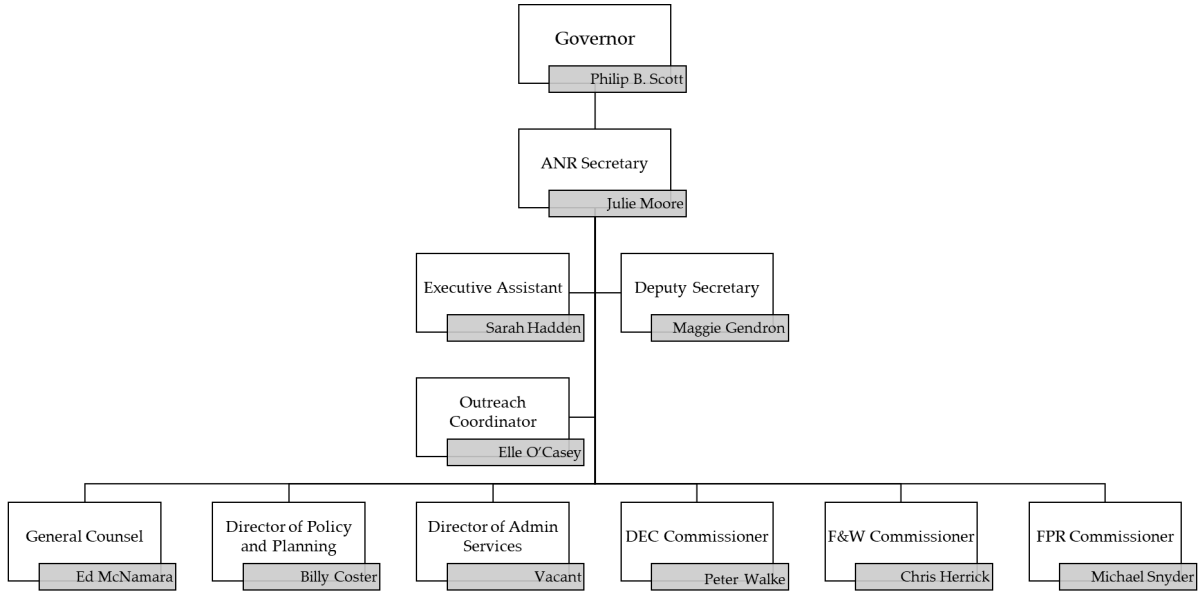 Governor
Philip B. Scott
ANR Secretary
Julie Moore
Executive Assistant
Sarah Hadden
Deputy Secretary
Maggie Gendron
Outreach
Coordinator
Elle O’Casey
General Counsel
Ed McNamara
Director of Policy
and Planning
Billy Coster
Director of Admin
Services
Vacant
DEC Commissioner
Peter Walke
F&W Commissioner
Chris Herrick
FPR Commissioner
Michael Snyder